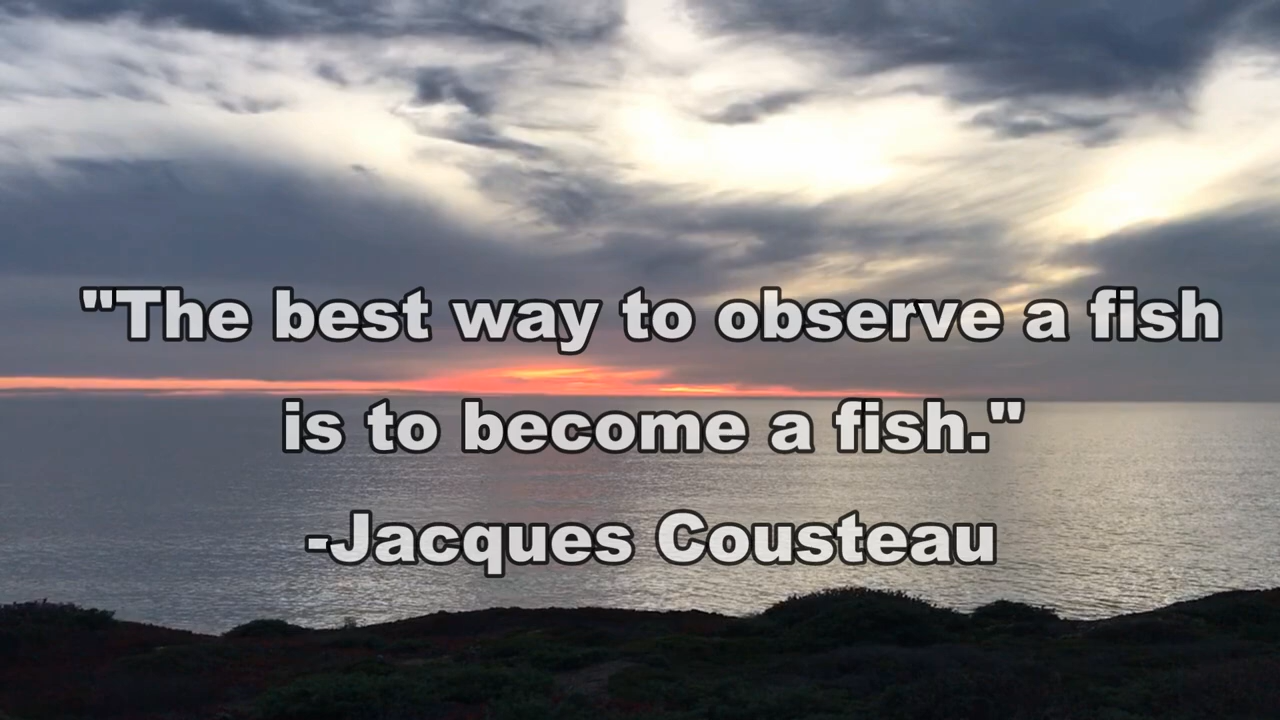 "The best way to observe a fish
is to become a fish."
-Jacques Cousteau